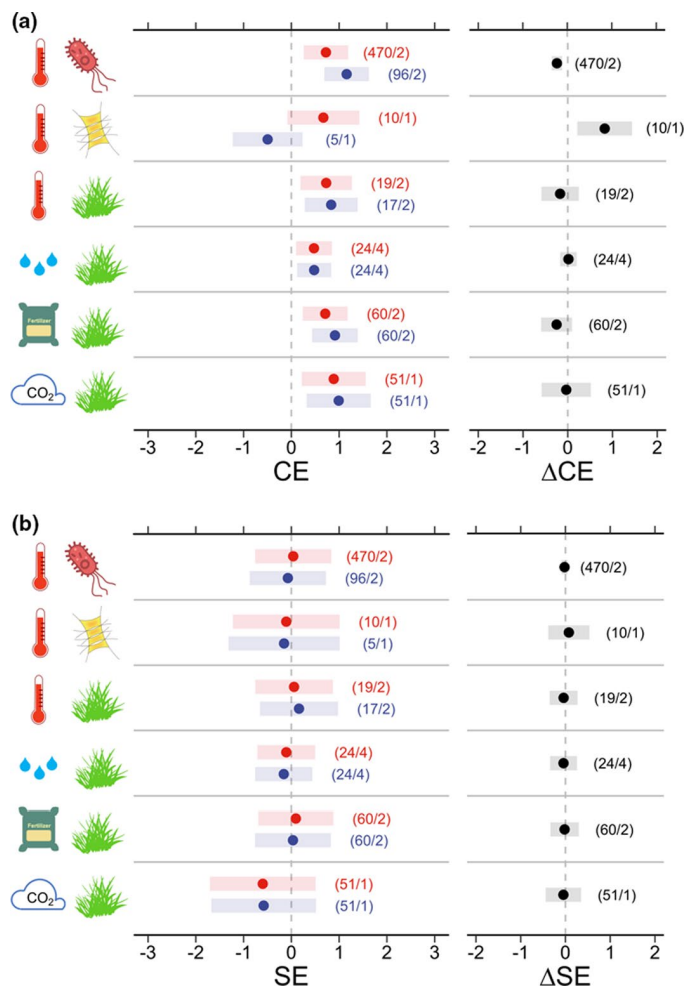 (a)
(470/2)
(96/2)
(470/2)
(10/1)
(5/1)
(10/1)
(19/2)
(17/2)
(19/2)
(24/4)
(24/4)
(24/4)
Fertilizer
(60/2)
(60/2)
(60/2)
CO2
(51/1)
(51/1)
(51/1)
-3 -2 -1 0 1 2 3
-2 -1 0 1 2
CE
ΔCE
(b)
(470/2)
(96/2)
(470/2)
(10/1)
(5/1)
(10/1)
(19/2)
(17/2)
(19/2)
(24/4)
(24/4)
(24/4)
Fertilizer
(60/2)
(60/2)
(60/2)
CO2
(51/1)
(51/1)
(51/1)
-3 -2 -1 0 1 2 3
-2 -1 0 1 2
SE
ΔSE